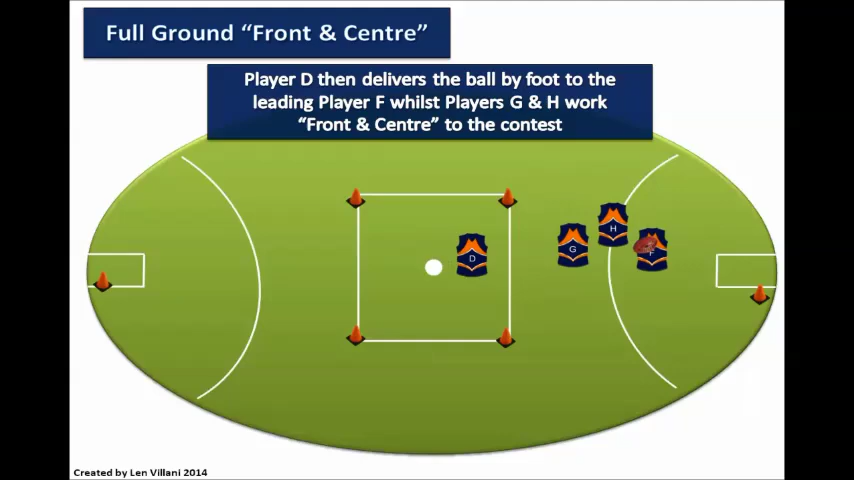 Full Ground “Front & Centre”
Player D then delivers the ball by foot to the
leading Player F whilst Players G & H work
“Front & Centre” to the contest
H
G
F
D
Created by Len Villani 2014